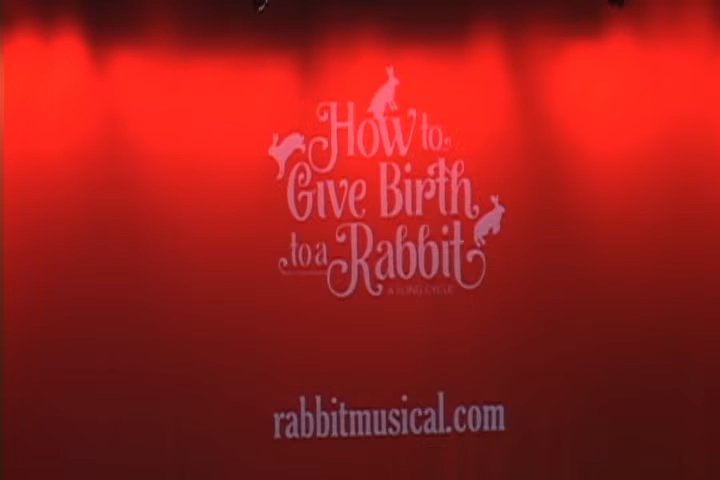 How to
Give Birth
to a Rabbit
A SONG CYCLE
rabbitmusical.com